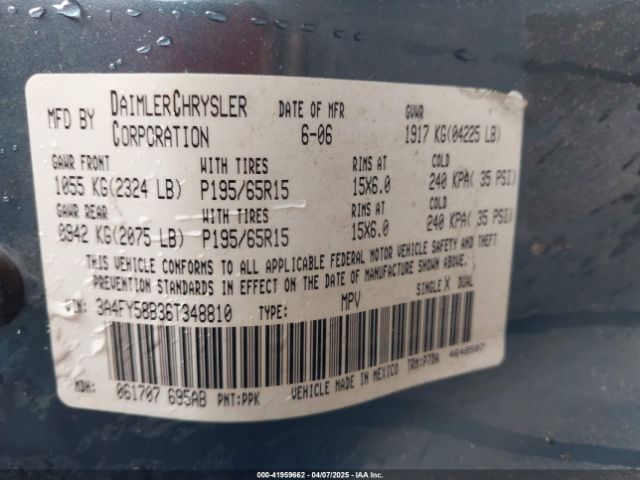 MFD BY DAIMLERCHRYSLER CORPORATION DATE OF MFR 6-06 GVWR 1917 KG(04225 LB)
GAWR FRONT WITH TIRES RIMS AT COLD
1055 KG(2324 LB) P195/65R15 15X6.0 240 KPA( 35 PSI)
GAWR REAR WITH TIRES RIMS AT COLD
0942 KG(2075 LB) P195/65R15 15X6.0 240 KPA( 35 PSI)
THIS VEHICLE CONFORMS TO ALL APPLICABLE FEDERAL MOTOR VEHICLE SAFETY AND THEFT
PREVENTION STANDARDS IN EFFECT ON THE DATE OF MANUFACTURE SHOWN ABOVE.
VIN: 3A4FY58B36T348810 TYPE: MPV SINGLE X DUAL
MDH: 061707 695AB PNT:PPK VEHICLE MADE IN MEXICO TRM:P7DA 4648507
000-41959662 - 04/07/2025 - IAA Inc.